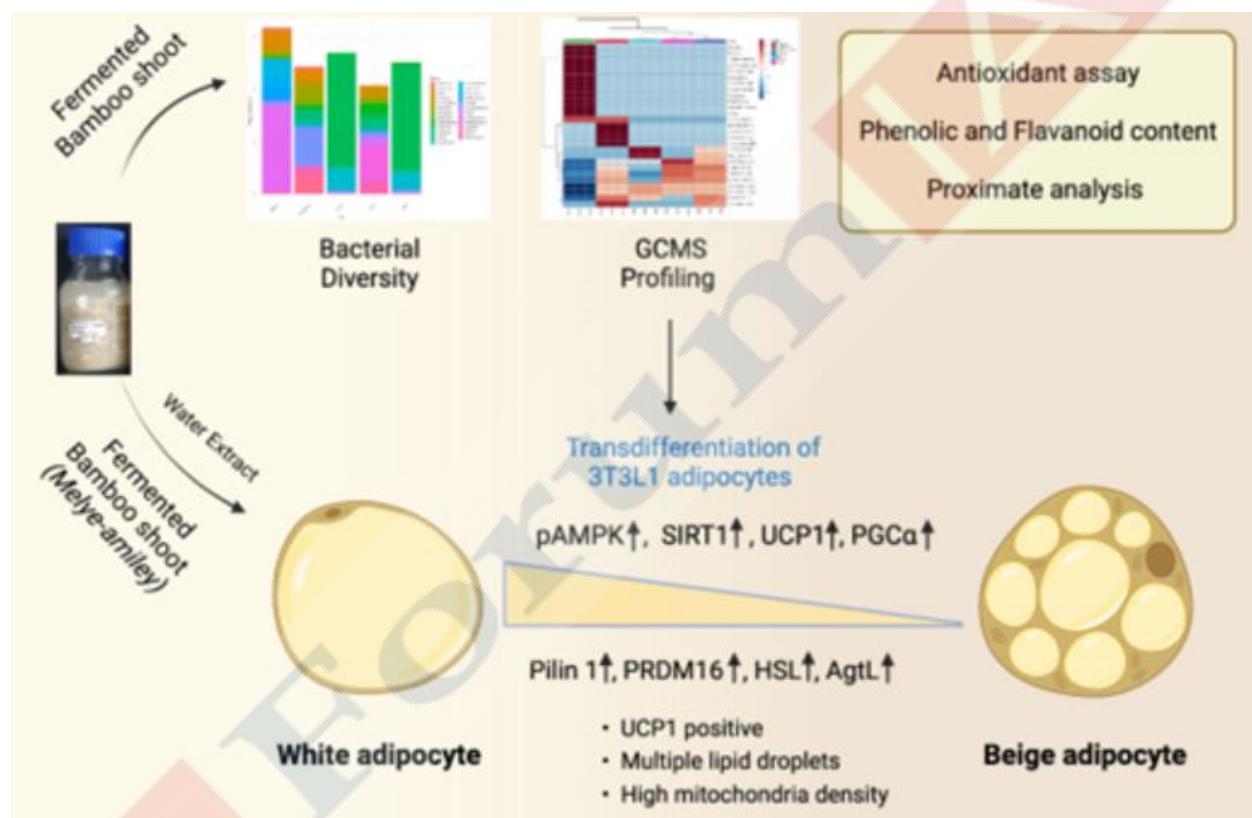 Fermented
Bamboo shoot
Bacterial
Diversity
GCMS
Profiling
Antioxidant assay
Phenolic and Flavanoid content
Proximate analysis
Water Extract
Fermented
Bamboo shoot
(Melye-amiley)
Transdifferentiation of
3T3L1 adipocytes
pAMPK↑, SIRT1↑, UCP1↑, PGCα↑
Pilin 1↑, PRDM16↑, HSL↑, AgtL↑
• UCP1 positive
• Multiple lipid droplets
• High mitochondria density
White adipocyte
Beige adipocyte
ForumIA